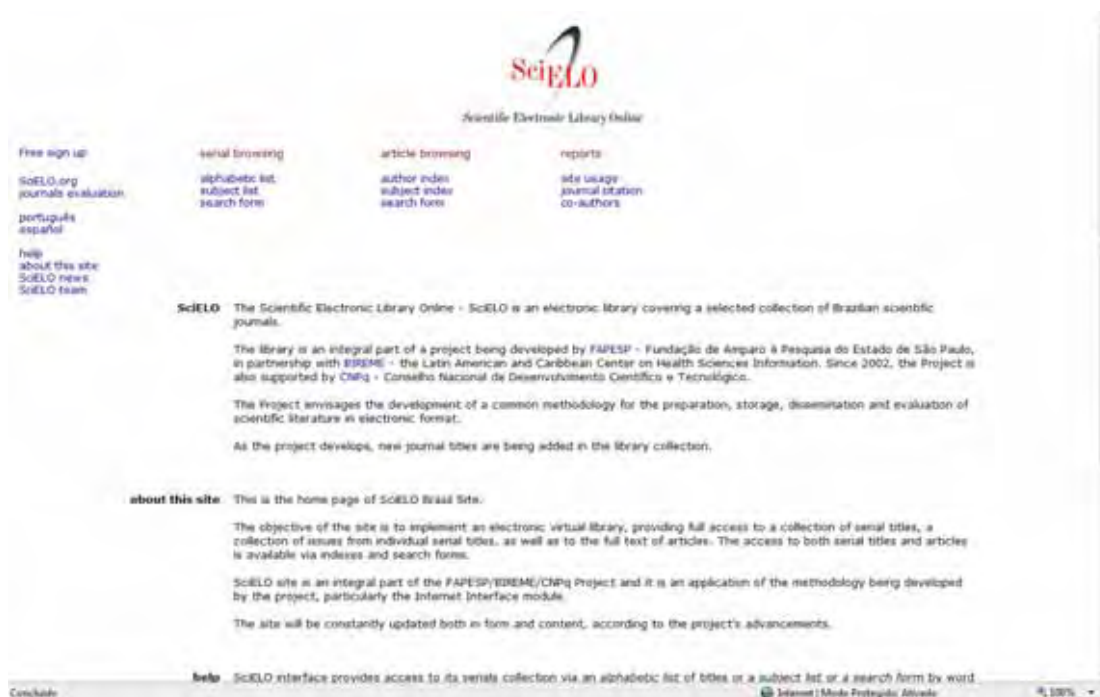 SciELO
Scientific Electronic Library Online
Free sign up
SciELO.org
journals evaluation
português
español
help
about this site
SciELO news
SciELO team
serial browsing
alphabetic list
subject list
search form
article browsing
author index
subject index
search form
reports
site usage
journal citation
co-authors
SciELO The Scientific Electronic Library Online - SciELO is an electronic library covering a selected collection of Brazilian scientific
journals.
The library is an integral part of a project being developed by FAPESP - Fundação de Amparo à Pesquisa do Estado de São Paulo,
in partnership with BIREME - the Latin American and Caribbean Center on Health Sciences Information. Since 2002, the Project is
also supported by CNPq - Conselho Nacional de Desenvolvimento Científico e Tecnológico.
The Project envisages the development of a common methodology for the preparation, storage, dissemination and evaluation of
scientific literature in electronic format.
As the project develops, new journal titles are being added in the library collection.
about this site This is the home page of SciELO Brasil Site.
The objective of the site is to implement an electronic virtual library, providing full access to a collection of serial titles, a
collection of issues from individual serial titles, as well as to the full text of articles. The access to both serial titles and articles
is available via indexes and search forms.
SciELO site is an integral part of the FAPESP/BIREME/CNPq Project and it is an application of the methodology being developed
by the project, particularly the Internet Interface module.
The site will be constantly updated both in form and content, according to the project's advancements.
help SciELO interface provides access to its serials collection via an alphabetic list of titles or a subject list or a search form by word
Concluído
Internet | Modo Protegido: Ativado
100%